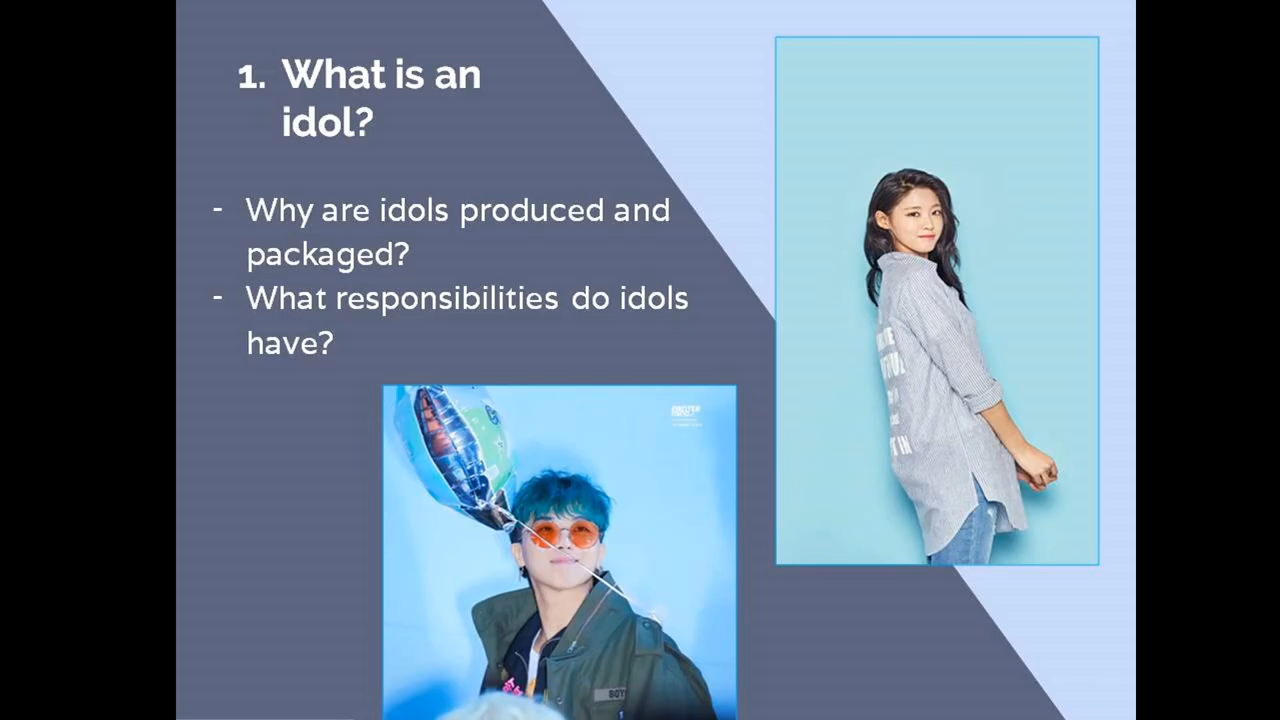 1. What is an
idol?
- Why are idols produced and
packaged?
- What responsibilities do idols
have?